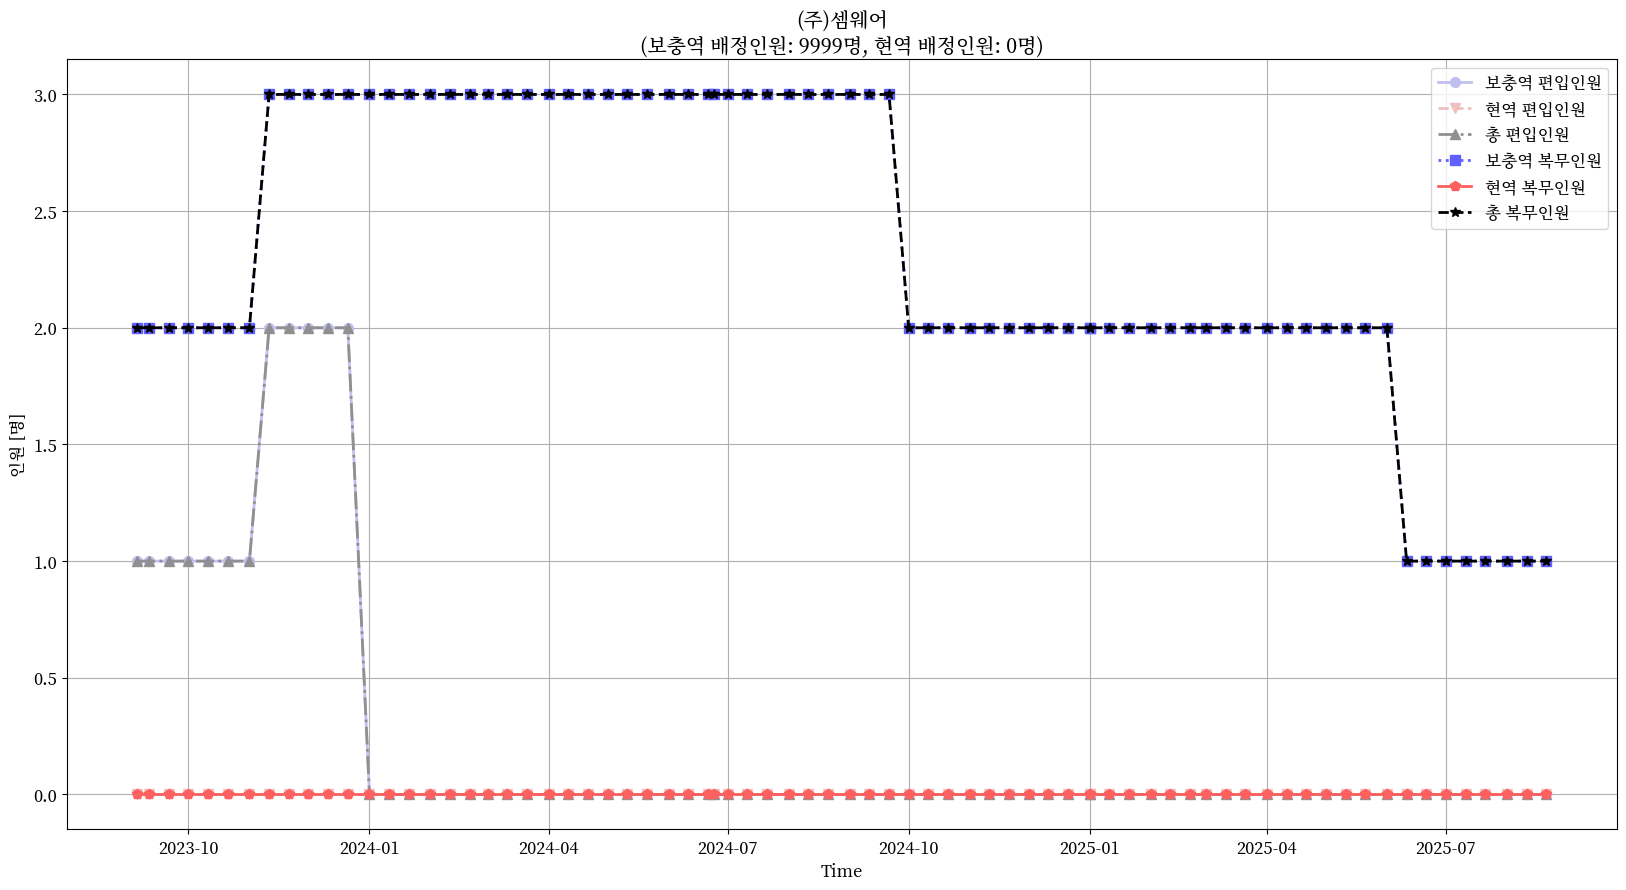 (주)셈웨어
(보충역 배정인원: 9999명, 현역 배정인원: 0명)
보충역 편입인원
현역 편입인원
총 편입인원
보충역 복무인원
현역 복무인원
총 복무인원
인원 [명]
3.0
2.5
2.0
1.5
1.0
0.5
0.0
2023-10
2024-01
2024-04
2024-07
2024-10
2025-01
2025-04
2025-07
Time